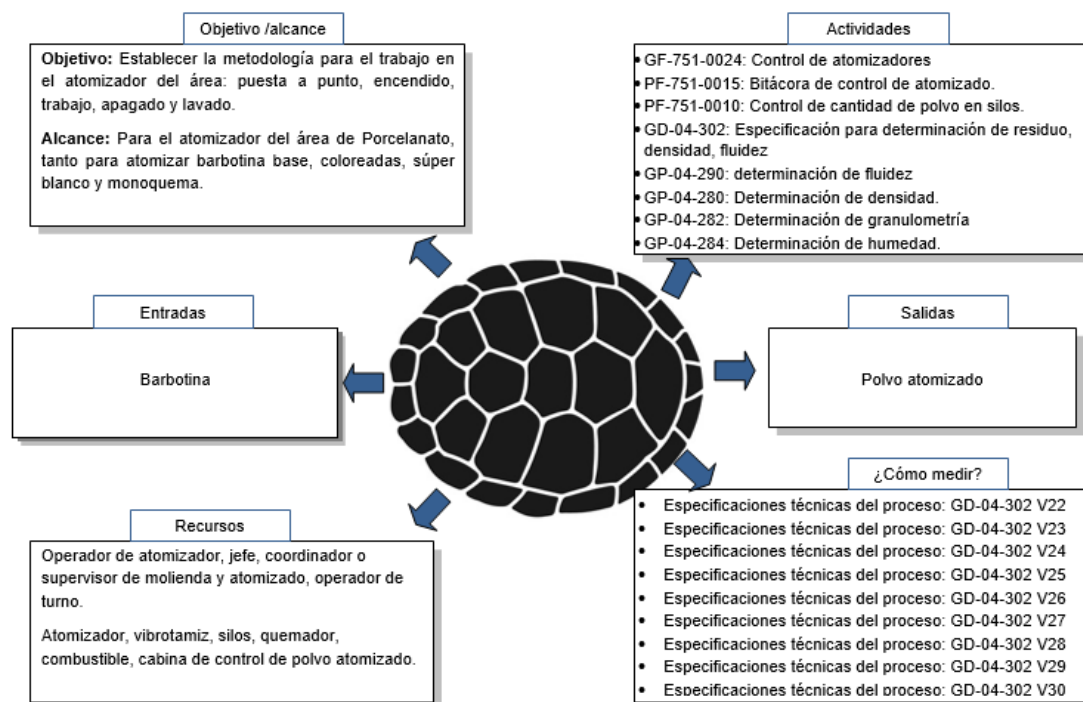 Objetivo /alcance
Objetivo: Establecer la metodología para el trabajo en
el atomizador del área: puesta a punto, encendido,
trabajo, apagado y lavado.
Alcance: Para el atomizador del área de Porcelanato,
tanto para atomizar barbotina base, coloreadas, súper
blanco y monoquema.
Actividades
GF-751-0024: Control de atomizadores
PF-751-0015: Bitácora de control de atomizado.
PF-751-0010: Control de cantidad de polvo en silos.
GD-04-302: Especificación para determinación de residuo,
densidad, fluidez
GP-04-290: determinación de fluidez
GP-04-280: Determinación de densidad.
GP-04-282: Determinación de granulometría
GP-04-284: Determinación de humedad.
Entradas
Barbotina
Salidas
Polvo atomizado
Recursos
Operador de atomizador, jefe, coordinador o
supervisor de molienda y atomizado, operador de
turno.
Atomizador, vibrotamiz, silos, quemador,
combustible, cabina de control de polvo atomizado.
¿Cómo medir?
Especificaciones técnicas del proceso: GD-04-302 V22
Especificaciones técnicas del proceso: GD-04-302 V23
Especificaciones técnicas del proceso: GD-04-302 V24
Especificaciones técnicas del proceso: GD-04-302 V25
Especificaciones técnicas del proceso: GD-04-302 V26
Especificaciones técnicas del proceso: GD-04-302 V27
Especificaciones técnicas del proceso: GD-04-302 V28
Especificaciones técnicas del proceso: GD-04-302 V29
Especificaciones técnicas del proceso: GD-04-302 V30